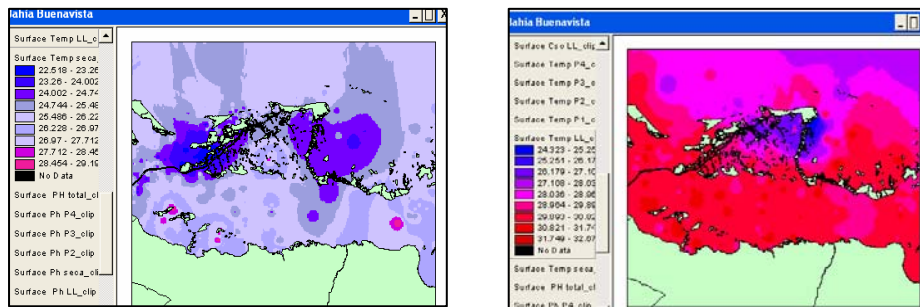 Bahia Buenavista
Surface Temp LL_c
Surface Temp seca_
22.518 - 23.26
23.26 - 24.002
24.002 - 24.74
24.744 - 25.48
25.486 - 26.22
26.228 - 26.97
26.97 - 27.712
27.712 - 28.45
28.454 - 29.19
No Data
Surface PH total_cl
Surface Ph P4_clip
Surface Ph P3_clip
Surface Ph P2_clip
Surface Ph seca_cli
Surface Ph LL_clip
Bahia Buenavista
Surface Cso LL_clip
Surface Temp P4_c
Surface Temp P3_c
Surface Temp P2_c
Surface Temp P1_c
Surface Temp LL_
24.323 - 25.25
25.251 - 26.17
26.179 - 27.10
27.108 - 28.03
28.036 - 28.96
28.964 - 29.89
29.893 - 30.82
30.821 - 31.74
31.749 - 32.67
No Data
Surface Temp seca_
Surface PH total_cl
Surface Ph P4_clip